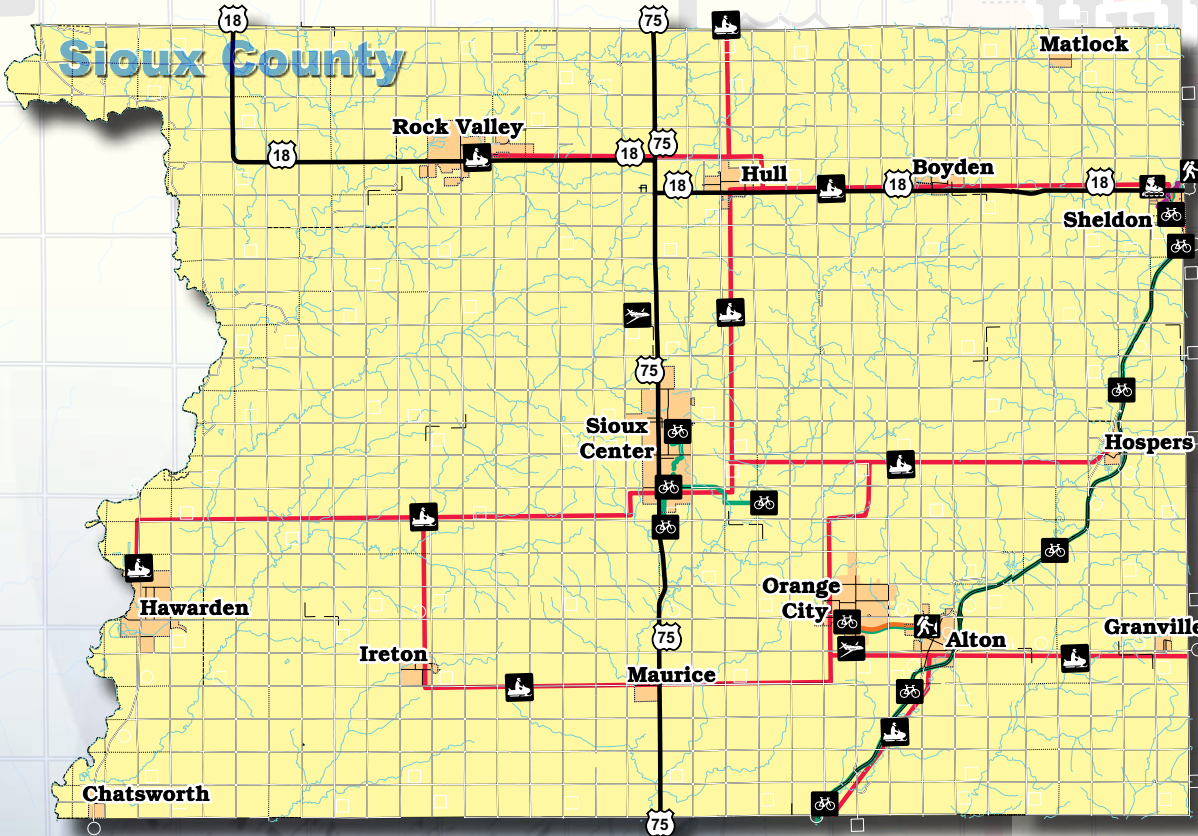 18
75
Sioux County
Matlock
Rock Valley
18
18
75
Hull
18
18
Boyden
18
Sheldon
75
Sioux
Center
Hospers
Orange
City
Hawarden
Ireton
75
Alton
Granville
Maurice
Chatsworth
75